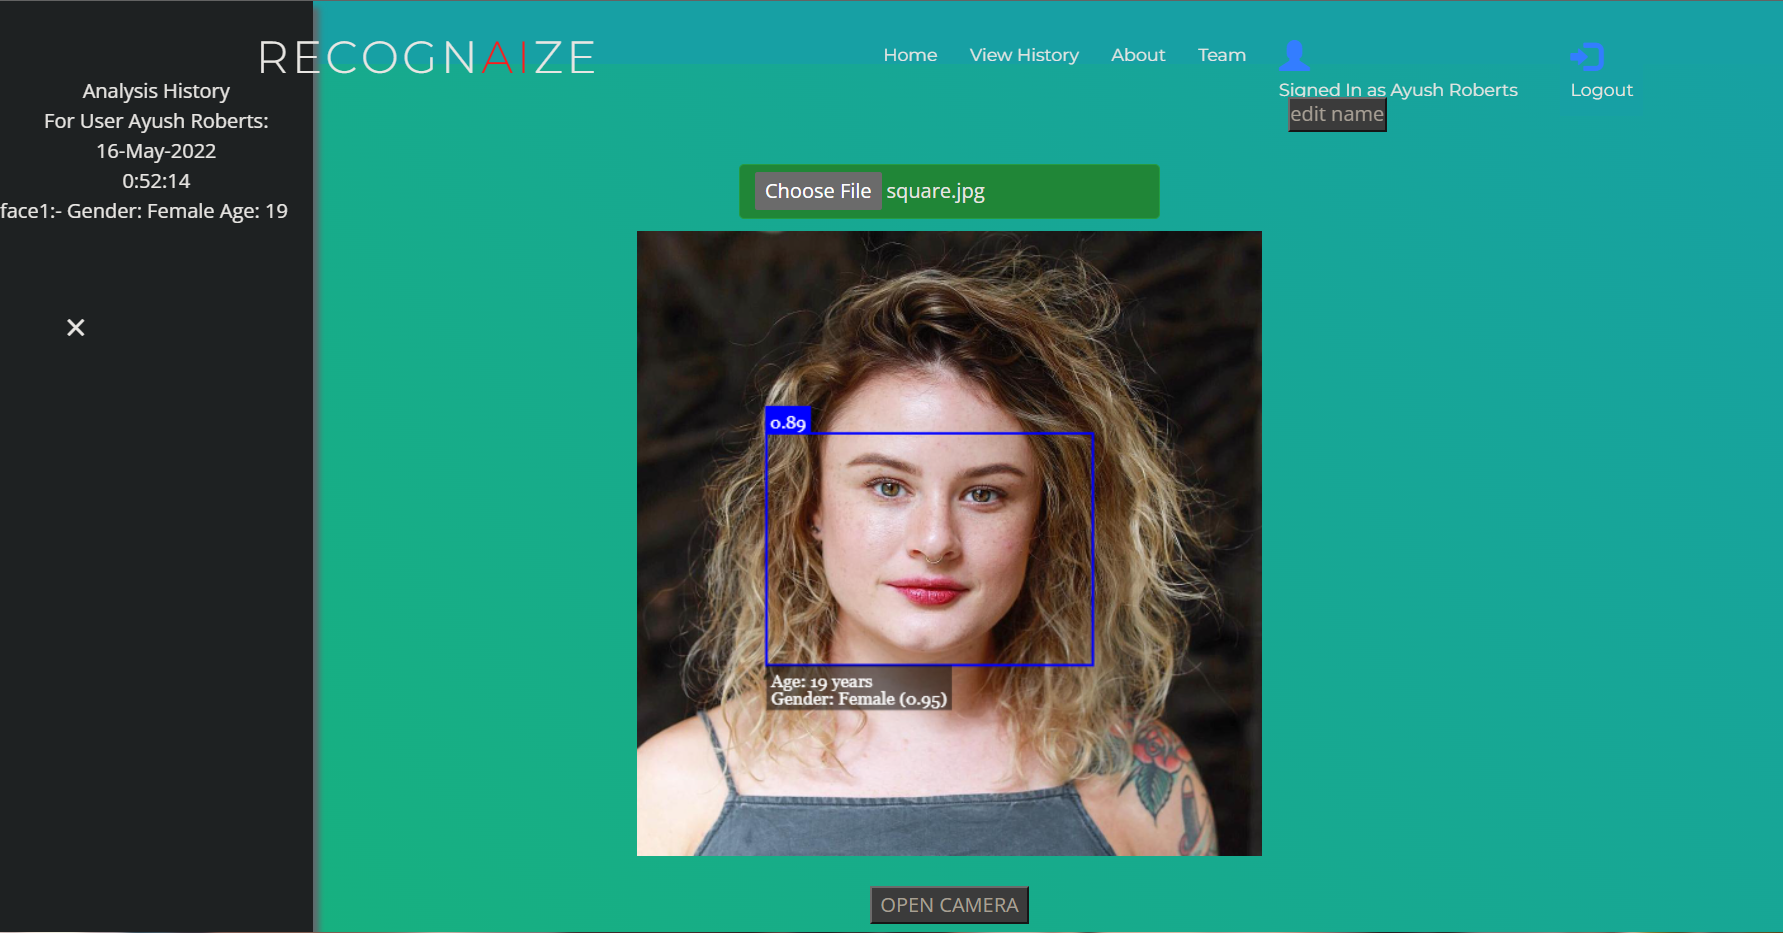 RECOGNAIZE
Home
View History
About
Team
Signed In as Ayush Roberts
edit name
Logout
Analysis History
For User Ayush Roberts:
16-May-2022
0:52:14
face1:- Gender: Female Age: 19
×
Choose File square.jpg
0.89
Age: 19 years
Gender: Female (0.95)
OPEN CAMERA